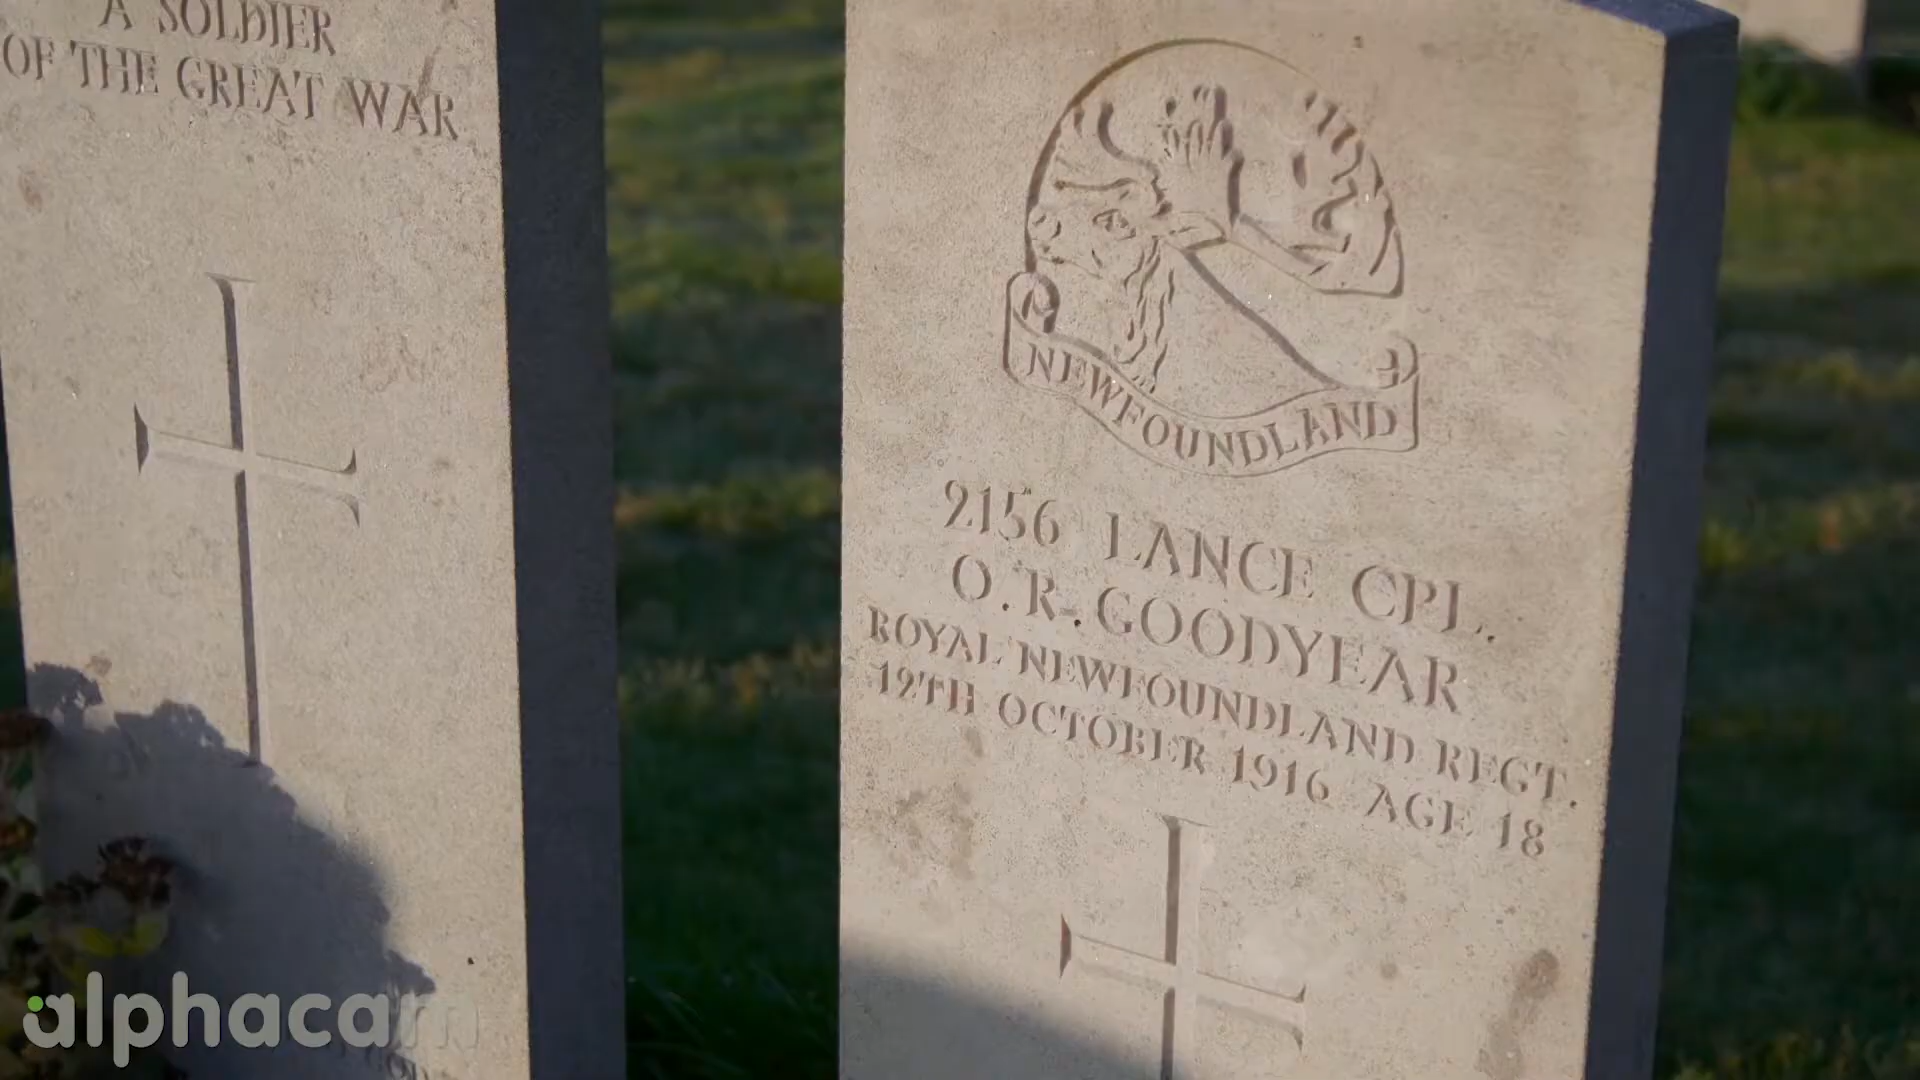 A SOLDIER
OF THE GREAT WAR
NEWFOUNDLAND
2156 LANCE CPL.
O. R. GOODYEAR
ROYAL NEWFOUNDLAND REGT.
12TH OCTOBER 1916 AGE 18
alphacam